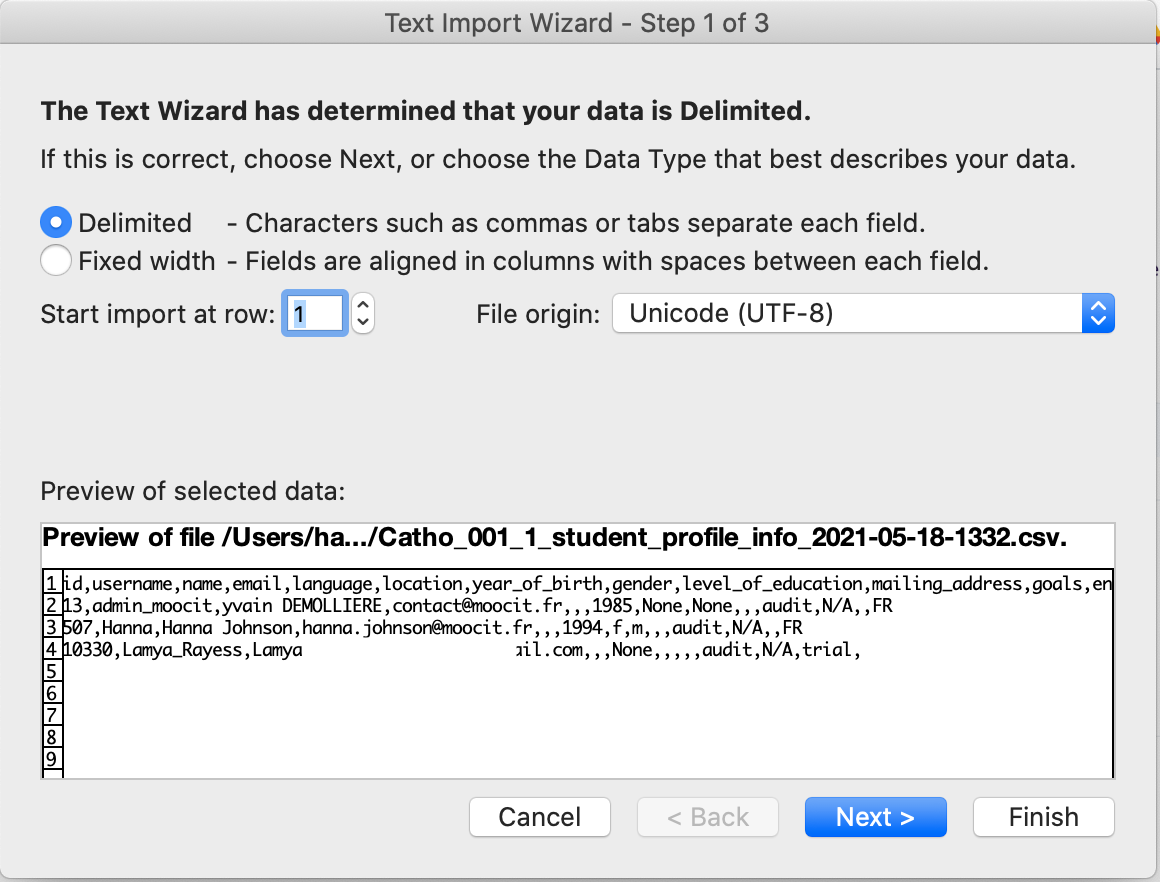 Text Import Wizard - Step 1 of 3
The Text Wizard has determined that your data is Delimited.
If this is correct, choose Next, or choose the Data Type that best describes your data.
Delimited - Characters such as commas or tabs separate each field.
Fixed width - Fields are aligned in columns with spaces between each field.
Start import at row: 1 File origin: Unicode (UTF-8)
Preview of selected data:
Preview of file /Users/ha.../Catho_001_1_student_profile_info_2021-05-18-1332.csv.
1 id,username,name,email,language,location,year_of_birth,gender,level_of_education,mailing_address,goals,en
2 13,admin_moocit,yvain DEMOLLIERE,contact@moocit.fr,,,1985,None,None,,,audit,N/A,,FR
3 507,Hanna,Hanna Johnson,hanna.johnson@moocit.fr,,,1994,f,m,,,audit,N/A,,FR
4 10330,Lamya_Rayess,Lamya ail.com,,,None,,,,,audit,N/A,trial,
5
6
7
8
9
Cancel < Back Next > Finish